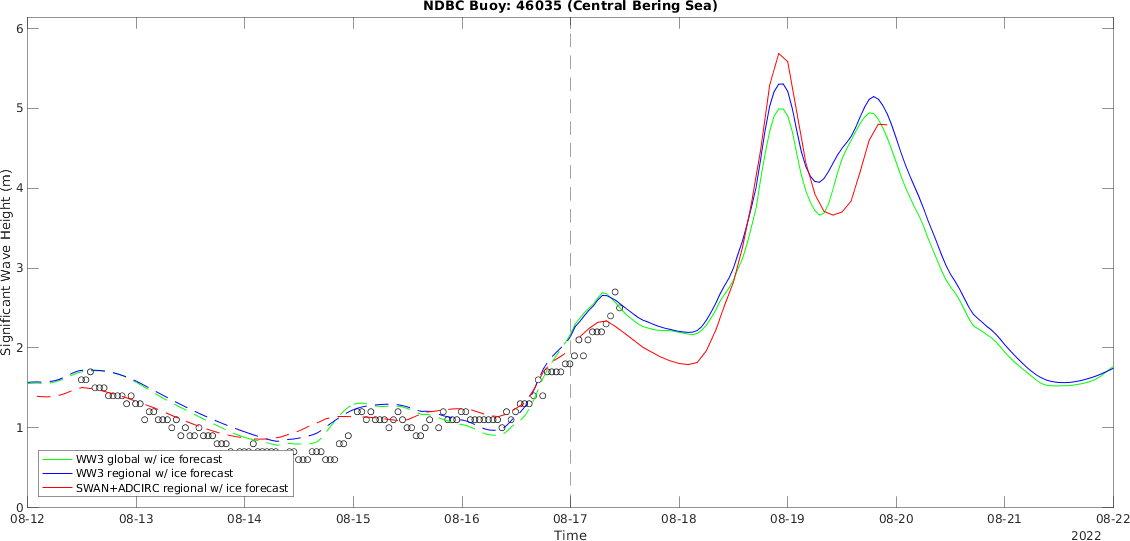 NDBC Buoy: 46035 (Central Bering Sea)
6
5
4
3
2
1
0
Significant Wave Height (m)
WW3 global w/ ice forecast
WW3 regional w/ ice forecast
SWAN+ADCIRC regional w/ ice forecast
08-12 08-13 08-14 08-15 08-16 08-17 08-18 08-19 08-20 08-21 08-22
Time
2022